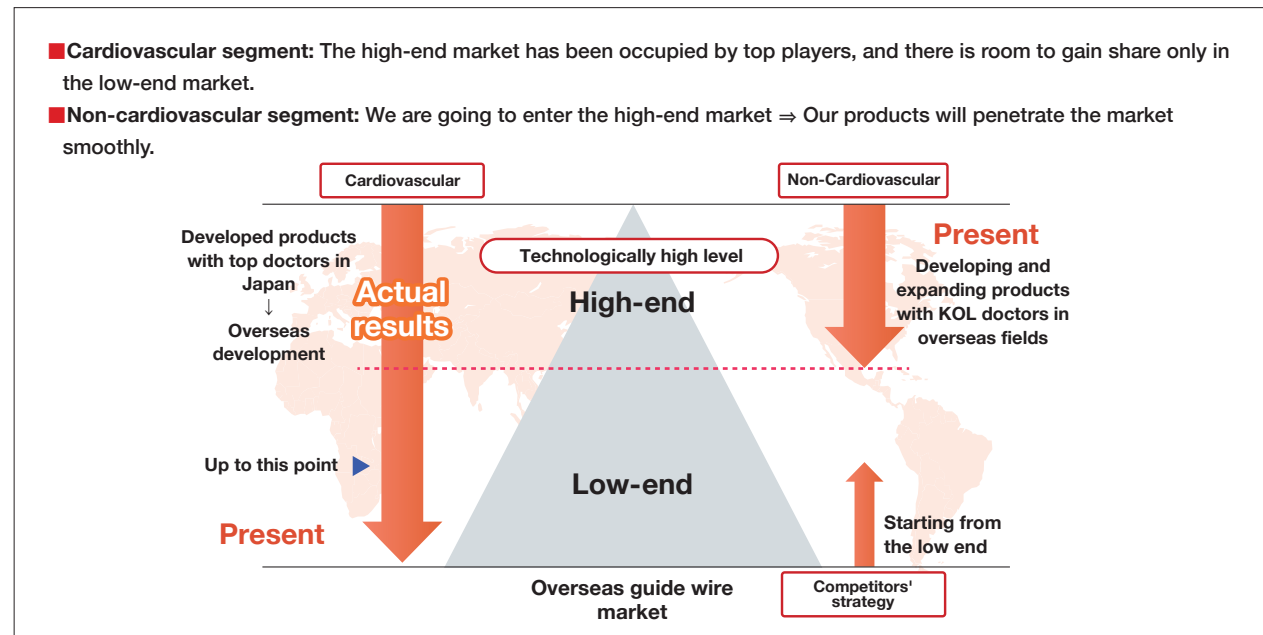 ■Cardiovascular segment: The high-end market has been occupied by top players, and there is room to gain share only in
the low-end market.
■Non-cardiovascular segment: We are going to enter the high-end market ⇒ Our products will penetrate the market
smoothly.
Cardiovascular
Non-Cardiovascular
Developed products
with top doctors in
Japan
↓
Overseas
development
Actual
results
Technologically high level
High-end
Present
Developing and
expanding products
with KOL doctors in
overseas fields
Up to this point
Present
Low-end
Starting from
the low end
Overseas guide wire
market
Competitors'
strategy